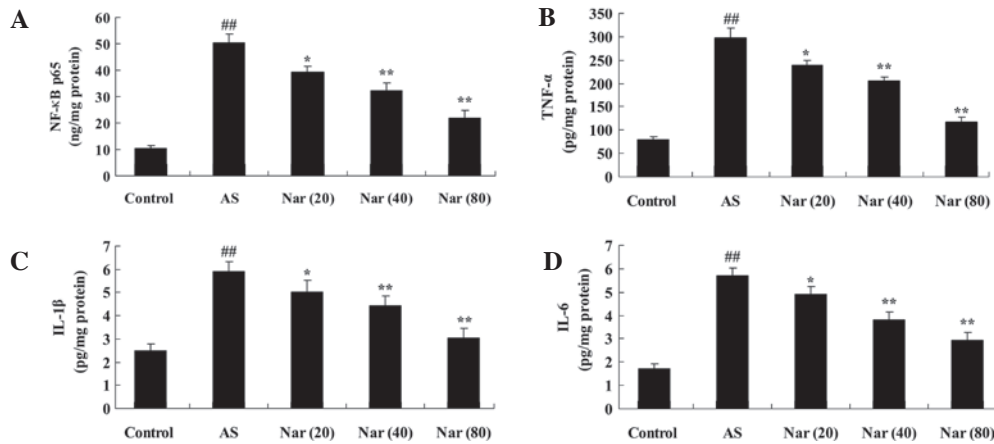 A
NF-κB p65
(ng/mg protein)
60
50
40
30
20
10
0
##
*
**
**
Control AS Nar (20) Nar (40) Nar (80)
B
TNF-α
(pg/mg protein)
350
300
250
200
150
100
50
0
##
*
**
**
Control AS Nar (20) Nar (40) Nar (80)
C
IL-1β
(pg/mg protein)
7
6
5
4
3
2
1
0
##
*
**
**
Control AS Nar (20) Nar (40) Nar (80)
D
IL-6
(pg/mg protein)
7
6
5
4
3
2
1
0
##
*
**
**
Control AS Nar (20) Nar (40) Nar (80)